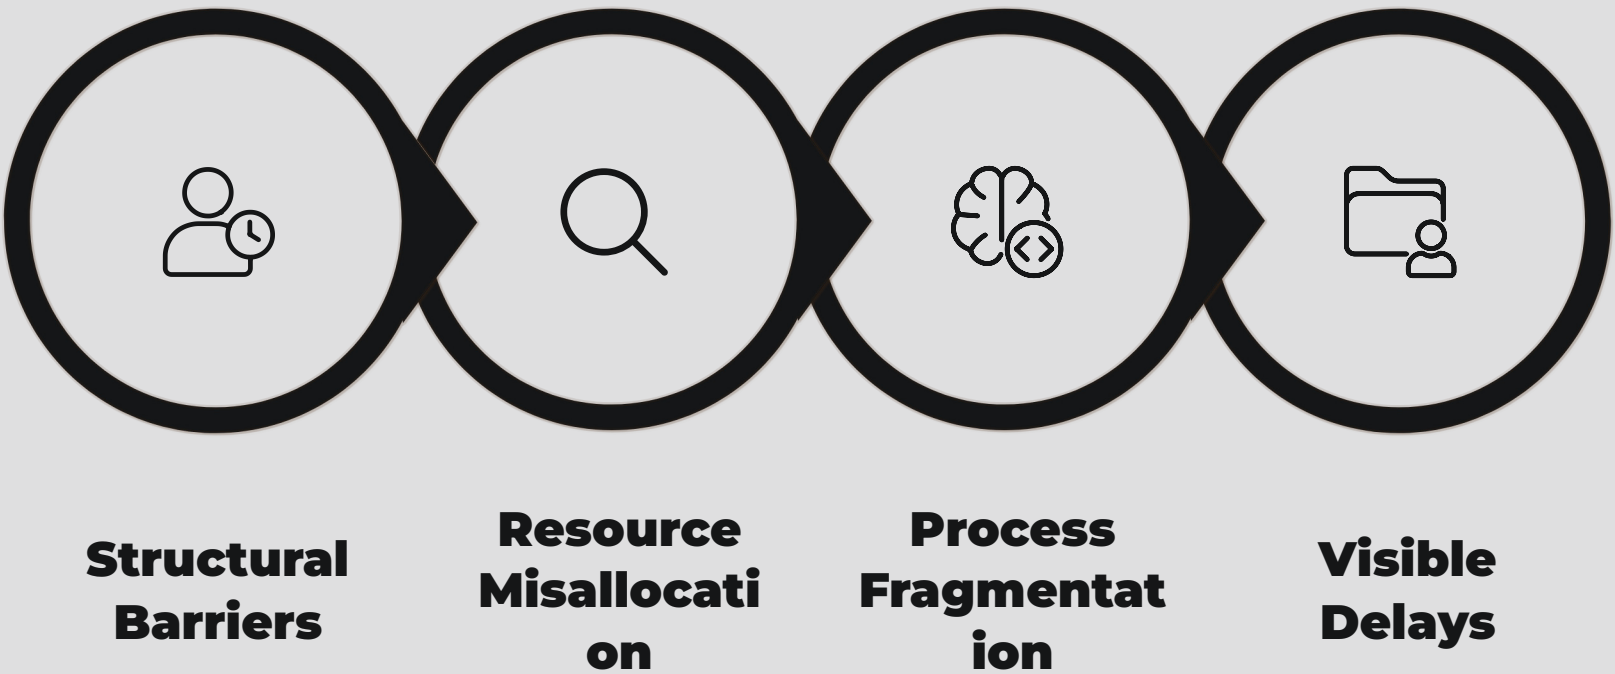 Structural
Barriers
Resource
Misallocati
on
Process
Fragmentat
ion
Visible
Delays